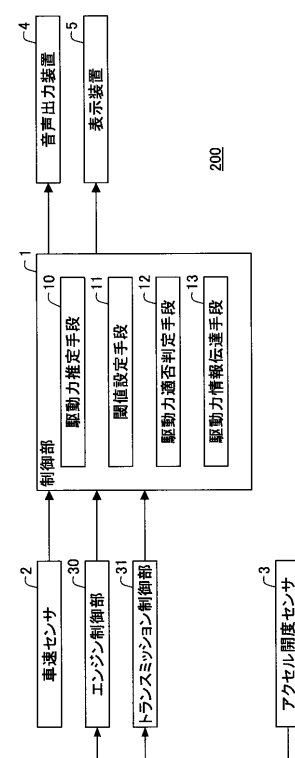 200
制御部
1
駆動力推定手段
10
閾値設定手段
11
駆動力適否判定手段
12
駆動力情報伝達手段
13
車速センサ
2
エンジン制御部
30
トランスミッション制御部
31
アクセル開度センサ
3
音声出力装置
4
表示装置
5